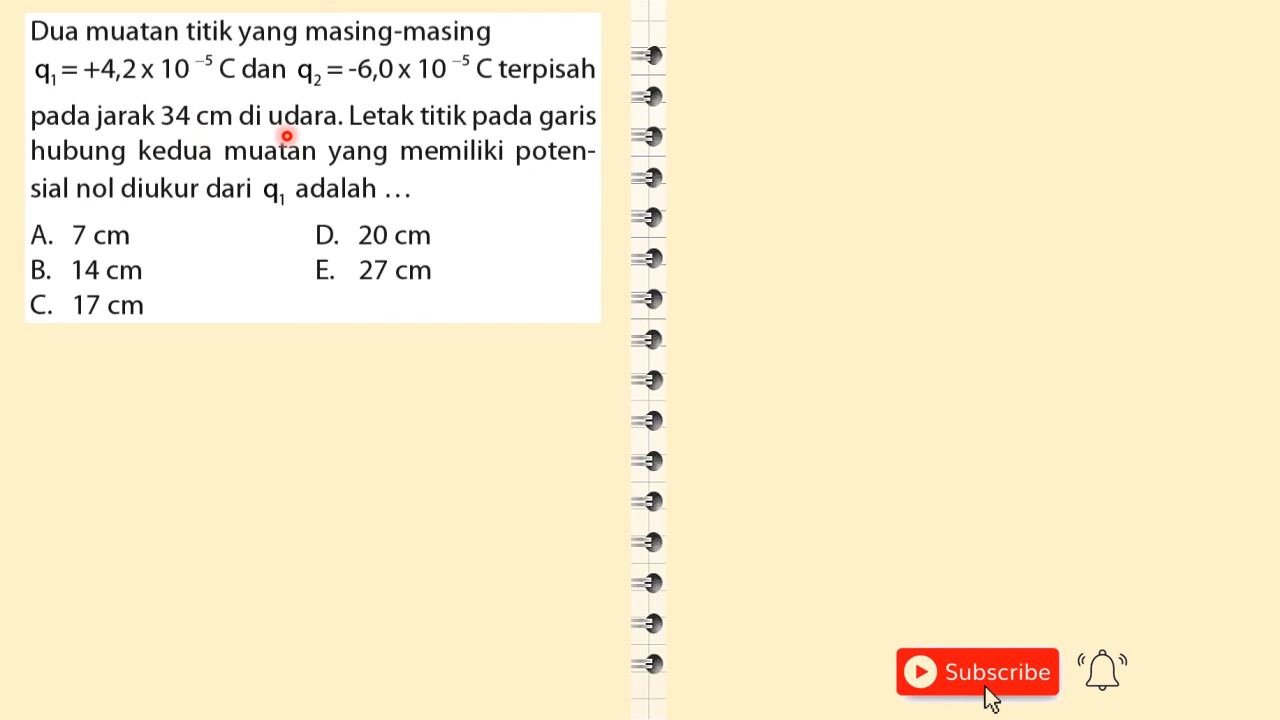 Dua muatan titik yang masing-masing
q₁ = +4,2 x 10 ⁻⁵ C dan q₂ = -6,0 x 10 ⁻⁵ C terpisah
pada jarak 34 cm di udara. Letak titik pada garis
hubung kedua muatan yang memiliki poten-
sial nol diukur dari q₁ adalah …
A. 7 cm
B. 14 cm
C. 17 cm
D. 20 cm
E. 27 cm
Subscribe